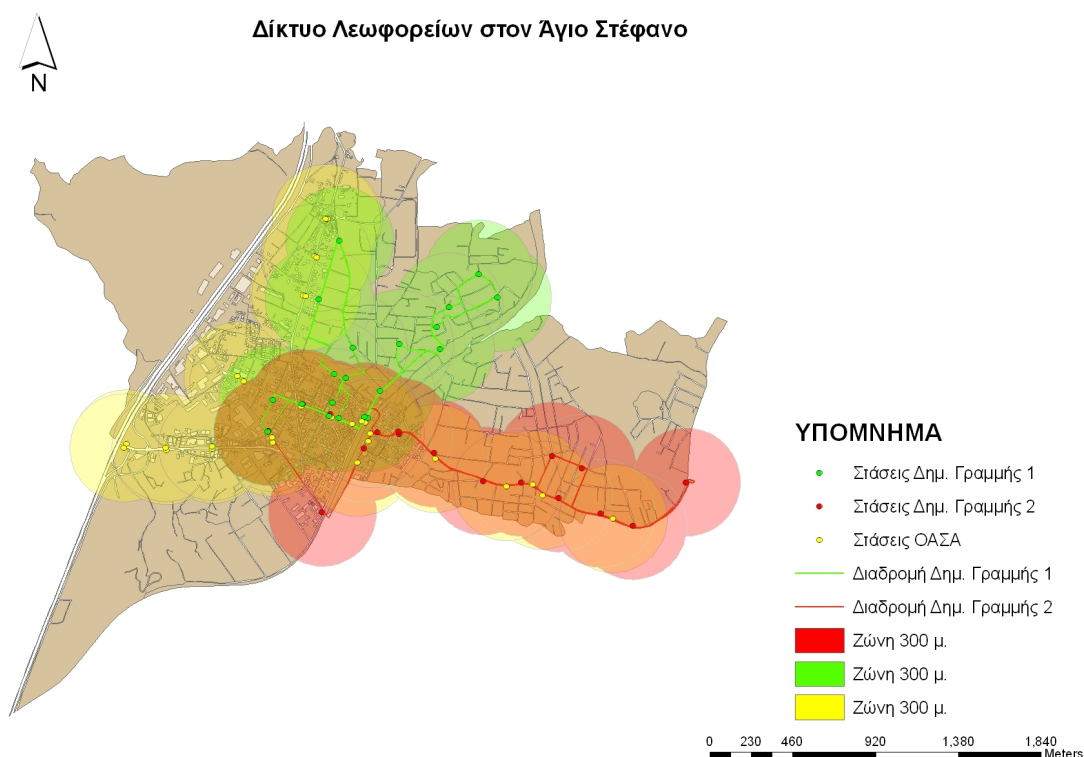 Δίκτυο Λεωφορείων στον Άγιο Στέφανο
N
ΥΠΟΜΝΗΜΑ
Στάσεις Δημ. Γραμμής 1
Στάσεις Δημ. Γραμμής 2
Στάσεις ΟΑΣΑ
Διαδρομή Δημ. Γραμμής 1
Διαδρομή Δημ. Γραμμής 2
Ζώνη 300 μ.
Ζώνη 300 μ.
Ζώνη 300 μ.
0 230 460 920 1,380 1,840
Meters